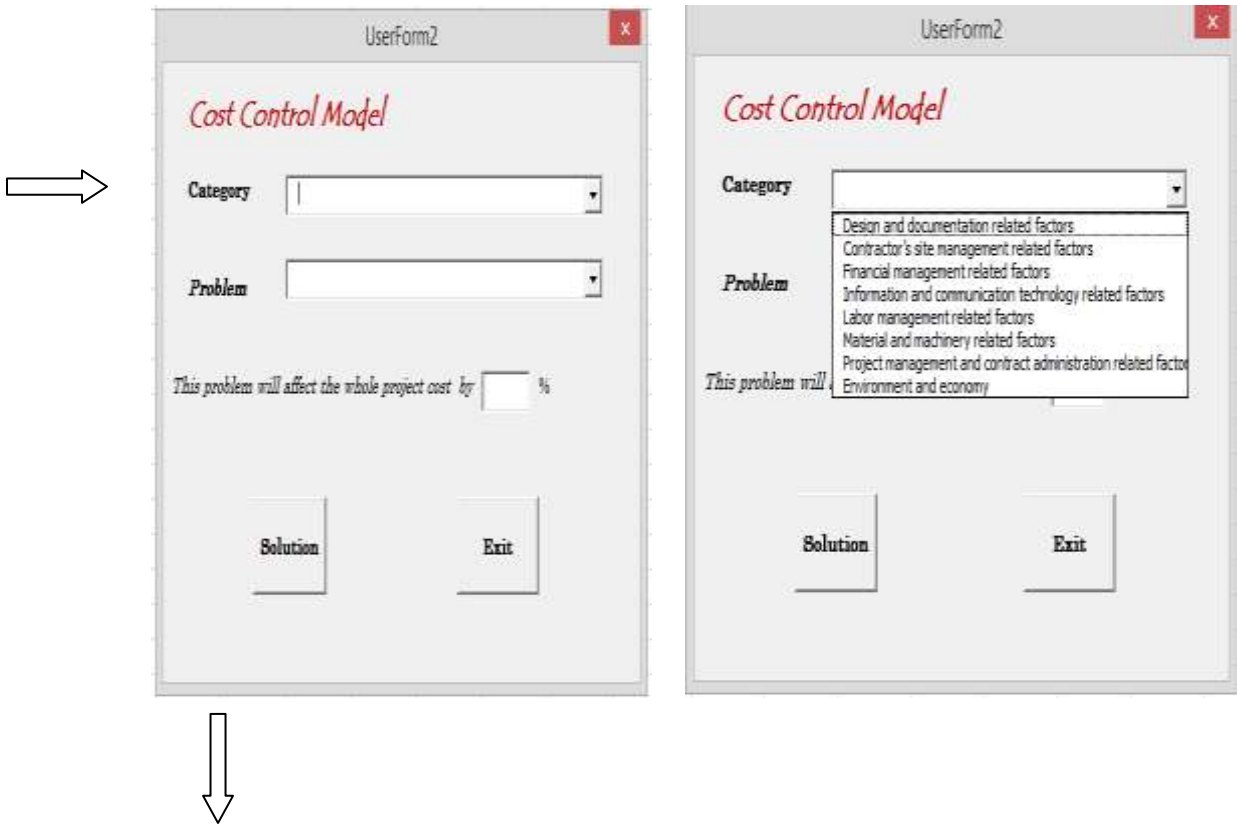 UserForm2
x
Cost Control Model
Category
Problem
This problem will affect the whole project cost by %
Solution
Exit
UserForm2
x
Cost Control Model
Category
Design and documentation related factors
Contractor's site management related factors
Financial management related factors
Information and communication technology related factors
Labor management related factors
Material and machinery related factors
Project management and contract administration related factor
Environment and economy
Problem
This problem will
Solution
Exit